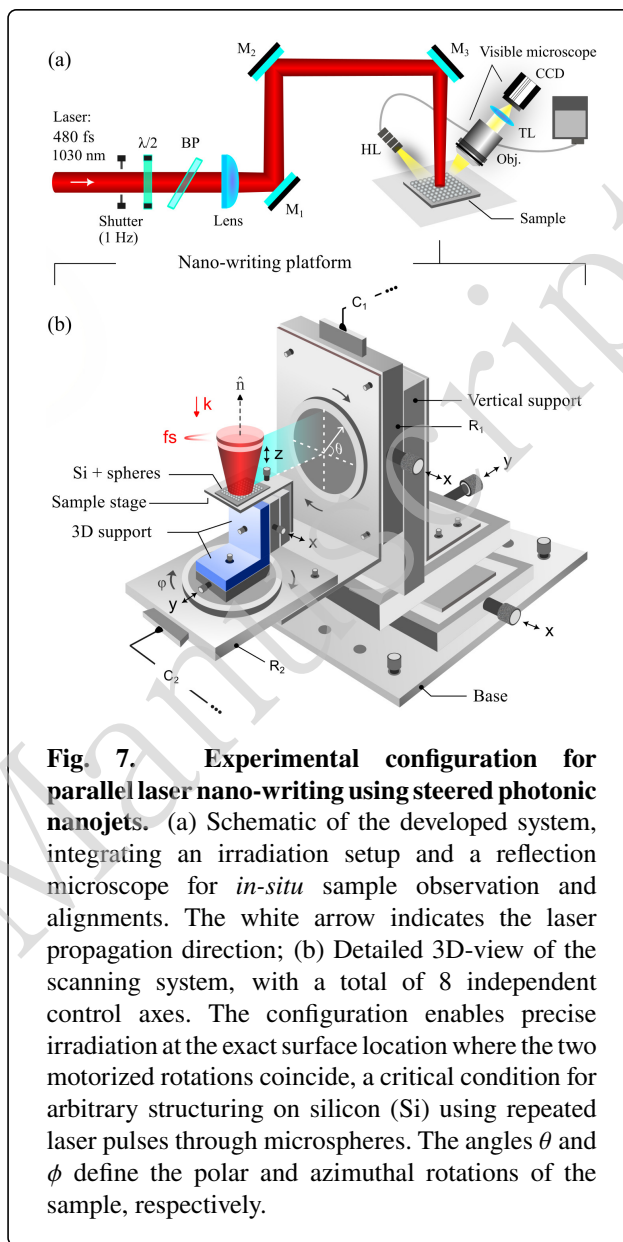 (a)
M2
M3
Visible microscope
CCD
Laser:
480 fs
1030 nm
λ/2
BP
HL
TL
Obj.
Shutter
(1 Hz)
Lens
M1
Sample
Nano-writing platform
(b)
C1
n̂
k
fs
z
θ
Vertical support
R1
x
y
Si + spheres
Sample stage
3D support
x
φ
y
x
R2
C2
Base
Manuscript
Fig. 7. Experimental configuration for
parallel laser nano-writing using steered photonic
nanojets. (a) Schematic of the developed system,
integrating an irradiation setup and a reflection
microscope for in-situ sample observation and
alignments. The white arrow indicates the laser
propagation direction; (b) Detailed 3D-view of the
scanning system, with a total of 8 independent
control axes. The configuration enables precise
irradiation at the exact surface location where the two
motorized rotations coincide, a critical condition for
arbitrary structuring on silicon (Si) using repeated
laser pulses through microspheres. The angles θ and
ϕ define the polar and azimuthal rotations of the
sample, respectively.